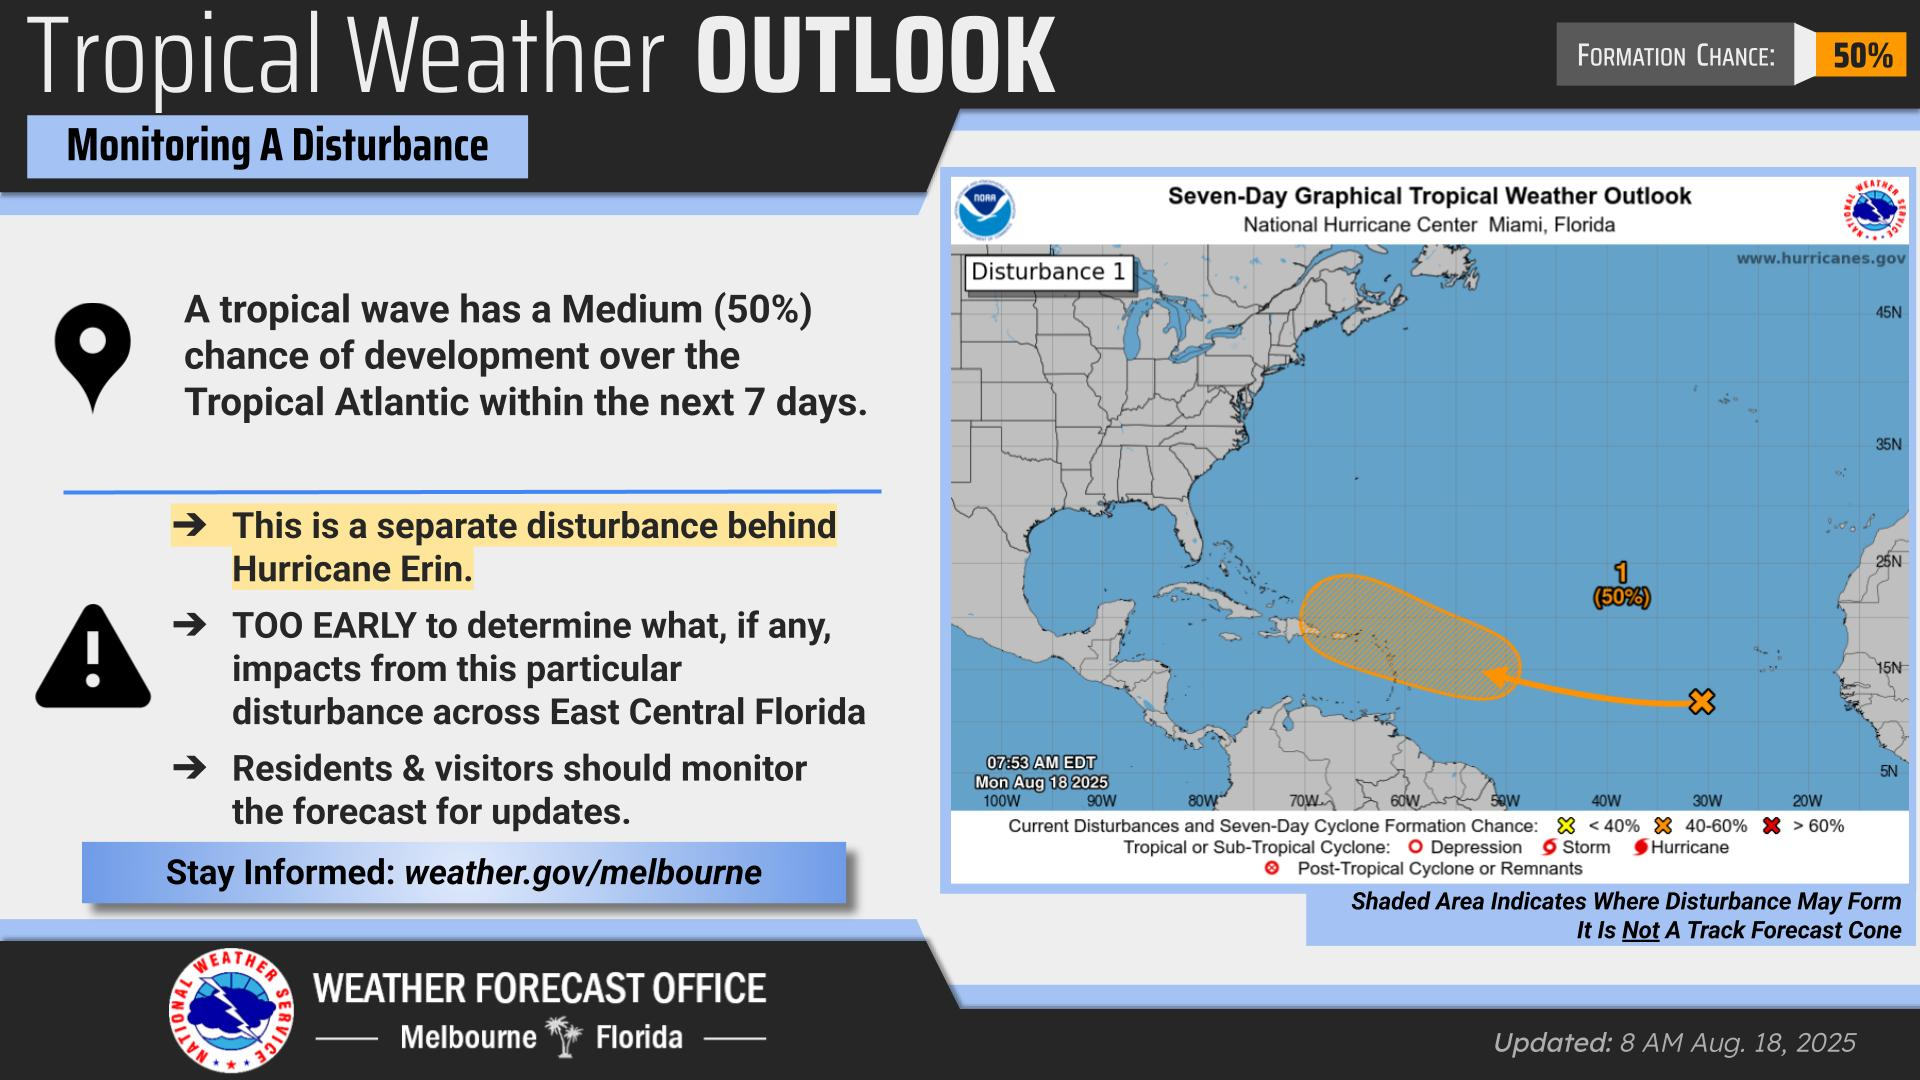 Tropical Weather OUTLOOK
FORMATION CHANCE: 50%
Monitoring A Disturbance
A tropical wave has a Medium (50%)
chance of development over the
Tropical Atlantic within the next 7 days.
➔ This is a separate disturbance behind
Hurricane Erin.
➔ TOO EARLY to determine what, if any,
impacts from this particular
disturbance across East Central Florida
➔ Residents & visitors should monitor
the forecast for updates.
Stay Informed: weather.gov/melbourne
NOAA
Seven-Day Graphical Tropical Weather Outlook
National Hurricane Center Miami, Florida
NATIONAL WEATHER SERVICE
Disturbance 1
www.hurricanes.gov
45N
35N
25N
1
(50%)
15N
07:53 AM EDT
Mon Aug 18 2025
5N
100W 90W 80W 70W 60W 50W 40W 30W 20W
Current Disturbances and Seven-Day Cyclone Formation Chance: < 40% 40-60% > 60%
Tropical or Sub-Tropical Cyclone: Depression Storm Hurricane
Post-Tropical Cyclone or Remnants
Shaded Area Indicates Where Disturbance May Form
It Is Not A Track Forecast Cone
NATIONAL WEATHER SERVICE
WEATHER FORECAST OFFICE
Melbourne Florida
Updated: 8 AM Aug. 18, 2025